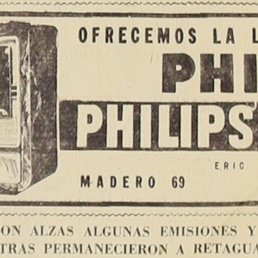 OFRECEMOS LA L
PHI
PHILIPS
ERIC
MADERO 69
ON ALZAS ALGUNAS EMISIONES Y
TRAS PERMANECIERON A RETAGUA